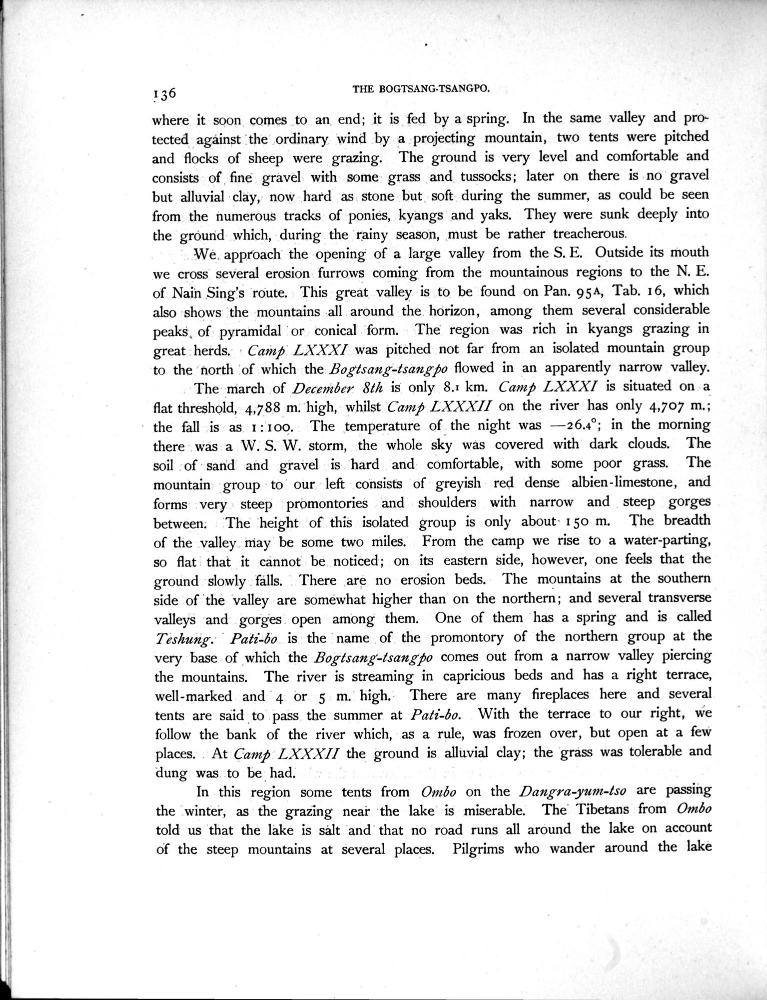 136
THE BOGTSANG-TSANGPO.
where it soon comes to an end; it is fed by a spring. In the same valley and pro-
tected against the ordinary wind by a projecting mountain, two tents were pitched
and flocks of sheep were grazing. The ground is very level and comfortable and
consists of fine gravel with some grass and tussocks; later on there is no gravel
but alluvial clay, now hard as stone but soft during the summer, as could be seen
from the numerous tracks of ponies, kyangs and yaks. They were sunk deeply into
the ground which, during the rainy season, must be rather treacherous.
We approach the opening of a large valley from the S. E. Outside its mouth
we cross several erosion furrows coming from the mountainous regions to the N. E.
of Nain Sing's route. This great valley is to be found on Pan. 95A, Tab. 16, which
also shows the mountains all around the horizon, among them several considerable
peaks of pyramidal or conical form. The region was rich in kyangs grazing in
great herds. Camp LXXXI was pitched not far from an isolated mountain group
to the north of which the Bogtsang-tsangpo flowed in an apparently narrow valley.
The march of December 8th is only 8.1 km. Camp LXXXI is situated on a
flat threshold, 4,788 m. high, whilst Camp LXXXII on the river has only 4,707 m.;
the fall is as 1:100. The temperature of the night was —26.4°; in the morning
there was a W. S. W. storm, the whole sky was covered with dark clouds. The
soil of sand and gravel is hard and comfortable, with some poor grass. The
mountain group to our left consists of greyish red dense albien-limestone, and
forms very steep promontories and shoulders with narrow and steep gorges
between. The height of this isolated group is only about 150 m. The breadth
of the valley may be some two miles. From the camp we rise to a water-parting,
so flat that it cannot be noticed; on its eastern side, however, one feels that the
ground slowly falls. There are no erosion beds. The mountains at the southern
side of the valley are somewhat higher than on the northern; and several transverse
valleys and gorges open among them. One of them has a spring and is called
Teshung. Pati-bo is the name of the promontory of the northern group at the
very base of which the Bogtsang-tsangpo comes out from a narrow valley piercing
the mountains. The river is streaming in capricious beds and has a right terrace,
well-marked and 4 or 5 m. high. There are many fireplaces here and several
tents are said to pass the summer at Pati-bo. With the terrace to our right, we
follow the bank of the river which, as a rule, was frozen over, but open at a few
places. At Camp LXXXII the ground is alluvial clay; the grass was tolerable and
dung was to be had.
In this region some tents from Ombo on the Dangra-yum-tso are passing
the winter, as the grazing near the lake is miserable. The Tibetans from Ombo
told us that the lake is salt and that no road runs all around the lake on account
of the steep mountains at several places. Pilgrims who wander around the lake